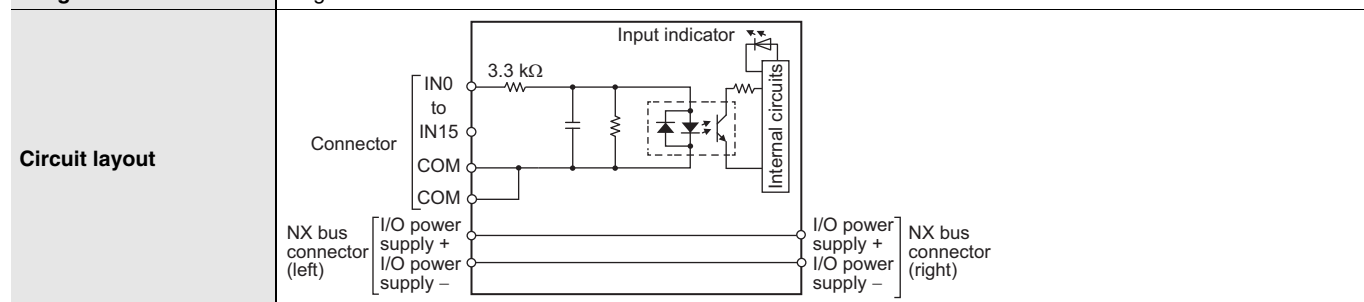 Circuit layout
Input indicator
3.3 kΩ
IN0
to
IN15
COM
COM
Connector
Internal circuits
NX bus
connector
(left)
I/O power
supply +
I/O power
supply −
I/O power
supply +
I/O power
supply −
NX bus
connector
(right)